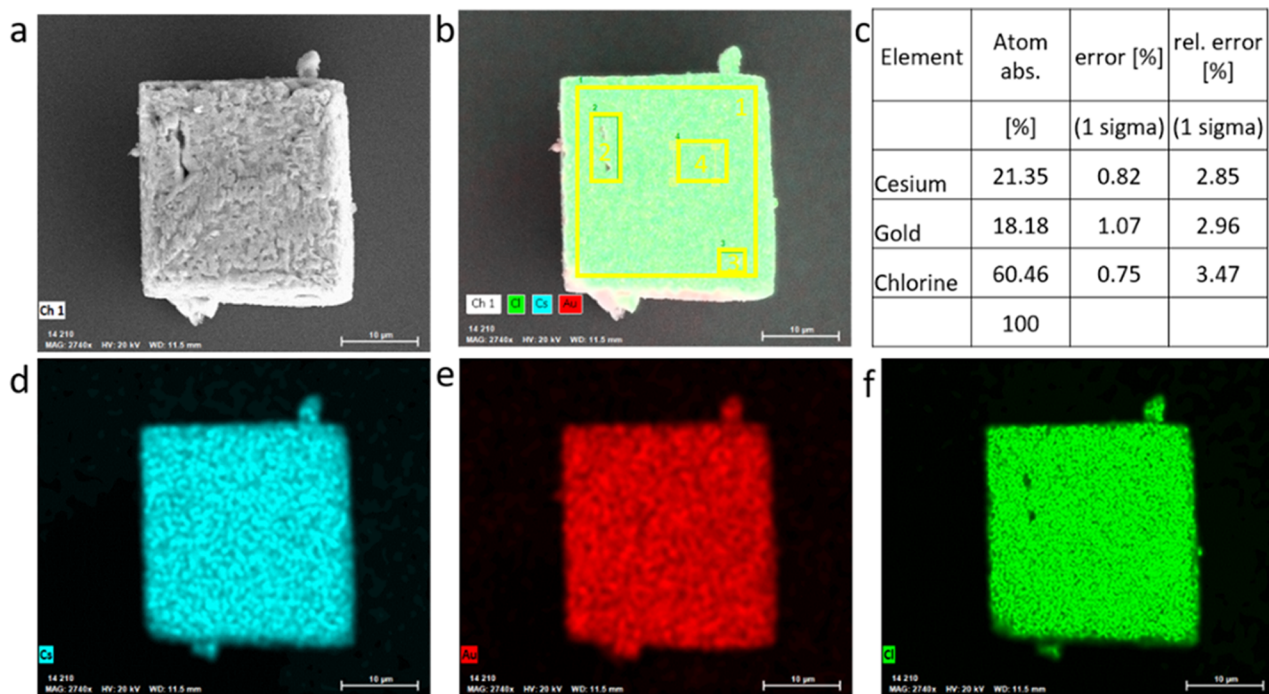 a
Ch 1
14 210
MAG: 2740x HV: 20 kV WD: 11.5 mm
10 µm
b
1
2
2
4
4
1
3
3
Ch 1 Cl Cs Au
14 210
MAG: 2740x HV: 20 kV WD: 11.5 mm
10 µm
c
Element Atom abs. error [%] rel. error [%]
[%] (1 sigma) (1 sigma)
Cesium 21.35 0.82 2.85
Gold 18.18 1.07 2.96
Chlorine 60.46 0.75 3.47
100
d
Cs
14 210
MAG: 2740x HV: 20 kV WD: 11.5 mm
10 µm
e
Au
14 210
MAG: 2740x HV: 20 kV WD: 11.5 mm
10 µm
f
Cl
14 210
MAG: 2740x HV: 20 kV WD: 11.5 mm
10 µm